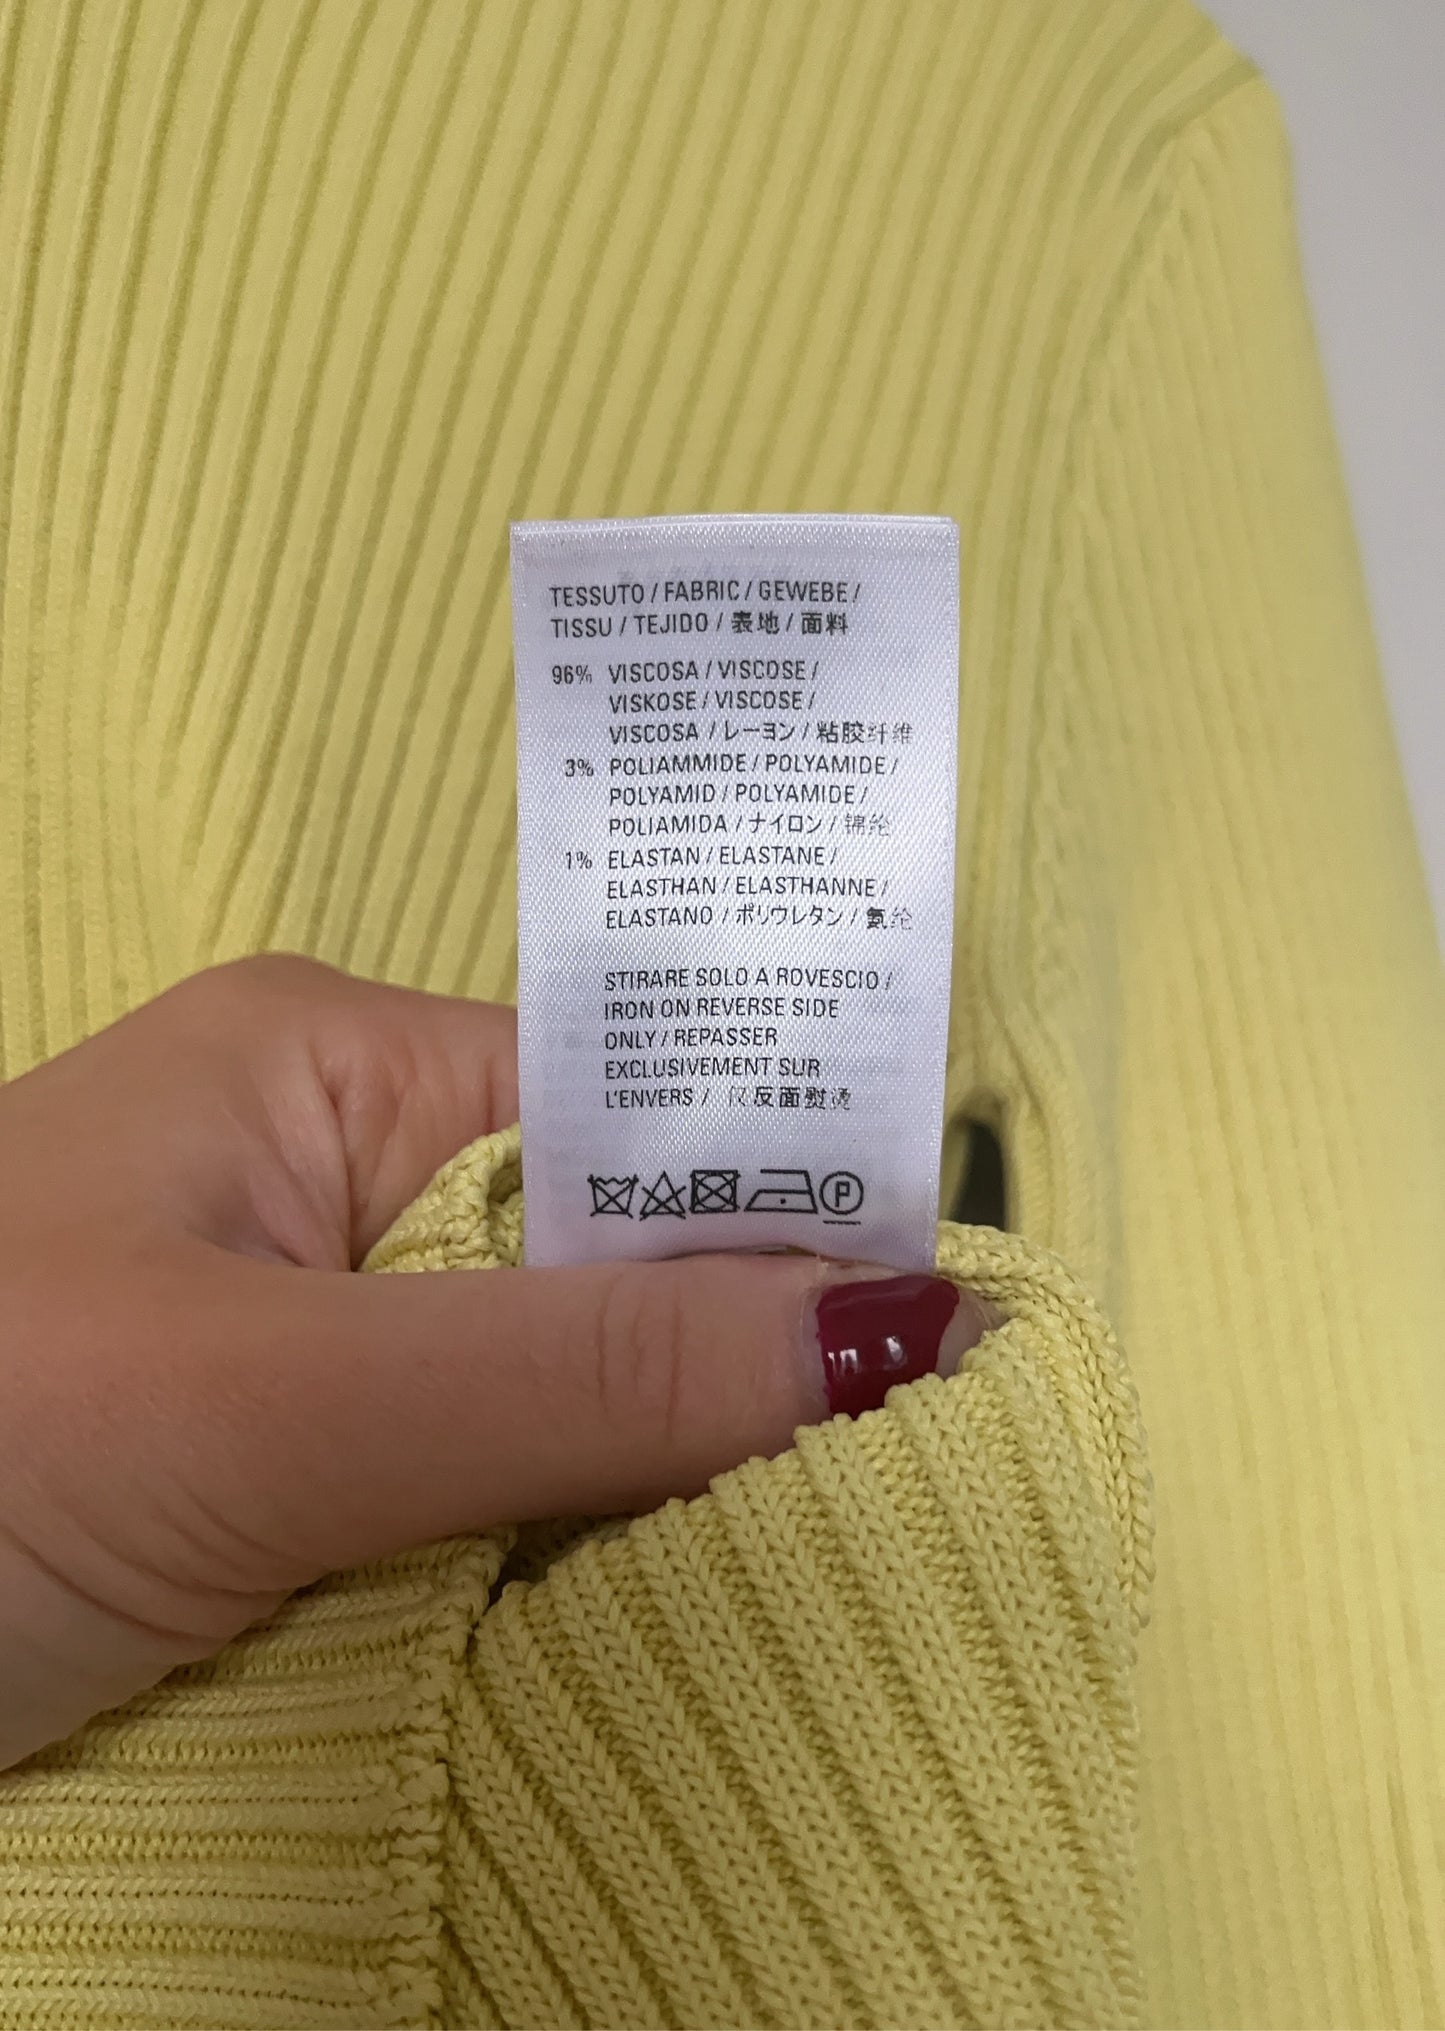 TESSUTO / FABRIC / GEWEBE /
TISSU / TEJIDO / 表地 / 面料
96% VISCOSA / VISCOSE /
VISKOSE / VISCOSE /
VISCOSA / レーヨン / 粘胶纤维
3% POLIAMMIDE / POLYAMIDE /
POLYAMID / POLYAMIDE /
POLIAMIDA / ナイロン / 锦纶
1% ELASTAN / ELASTANE /
ELASTHAN / ELASTHANNE /
ELASTANO / ポリウレタン / 氨纶
STIRARE SOLO A ROVESCIO /
IRON ON REVERSE SIDE
ONLY / REPASSER
EXCLUSIVEMENT SUR
L'ENVERS / 仅反面熨烫
P